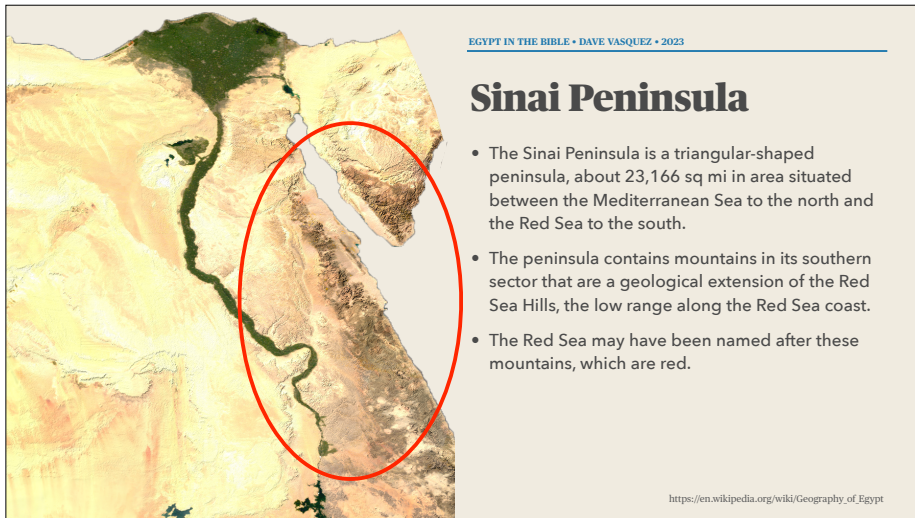 EGYPT IN THE BIBLE • DAVE VASQUEZ • 2023
Sinai Peninsula
• The Sinai Peninsula is a triangular-shaped
peninsula, about 23,166 sq mi in area situated
between the Mediterranean Sea to the north and
the Red Sea to the south.
• The peninsula contains mountains in its southern
sector that are a geological extension of the Red
Sea Hills, the low range along the Red Sea coast.
• The Red Sea may have been named after these
mountains, which are red.
https://en.wikipedia.org/wiki/Geography_of_Egypt